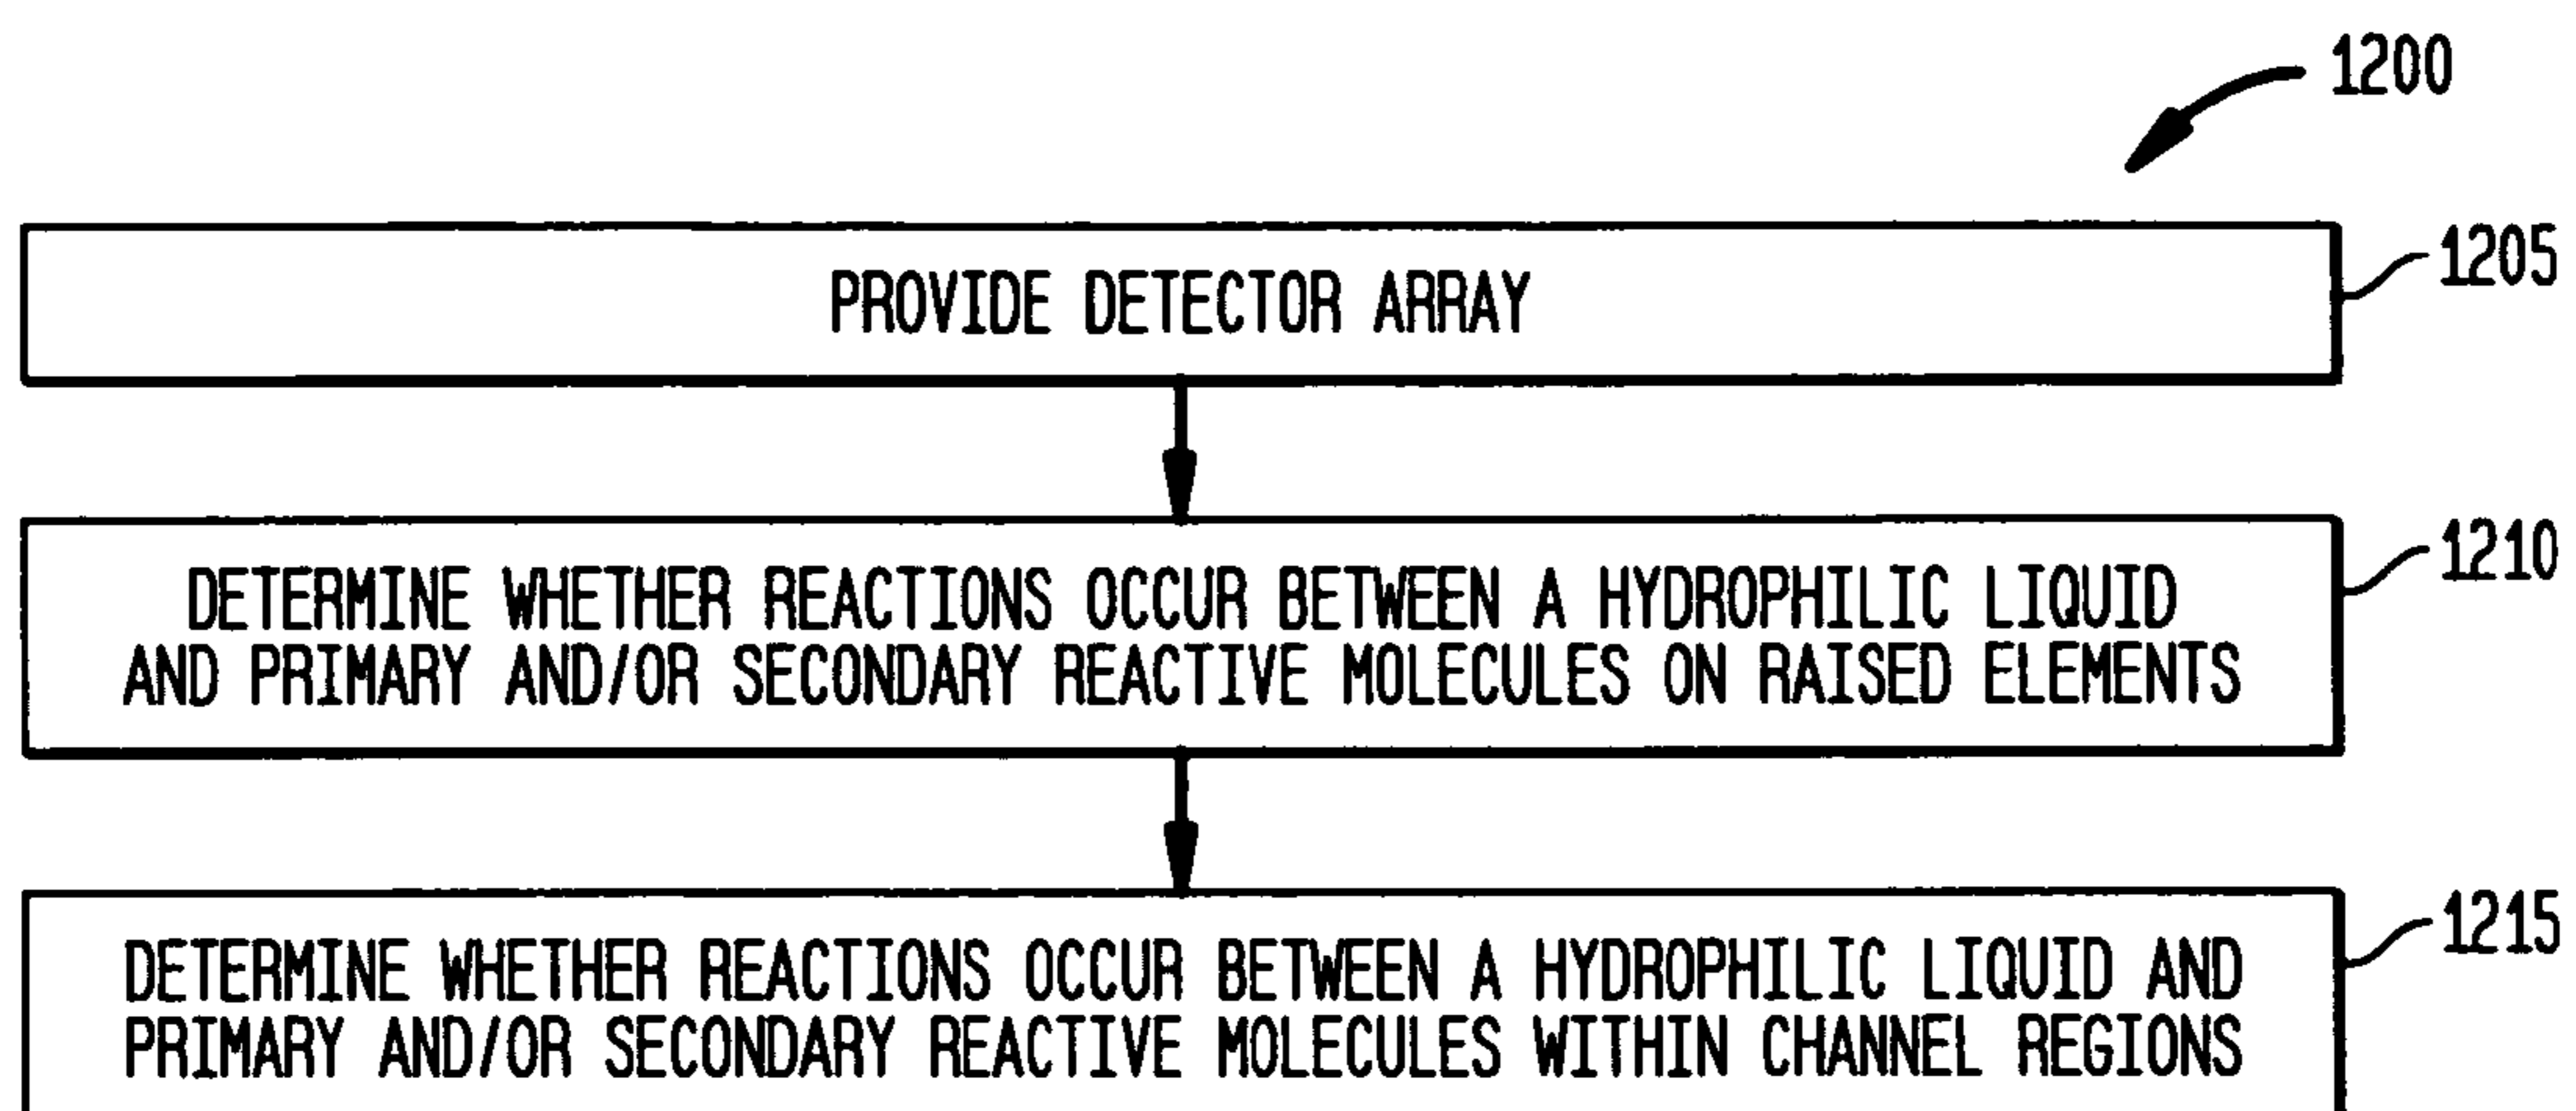 1200
PROVIDE DETECTOR ARRAY
1205
DETERMINE WHETHER REACTIONS OCCUR BETWEEN A HYDROPHILIC LIQUID
AND PRIMARY AND/OR SECONDARY REACTIVE MOLECULES ON RAISED ELEMENTS
1210
DETERMINE WHETHER REACTIONS OCCUR BETWEEN A HYDROPHILIC LIQUID AND
PRIMARY AND/OR SECONDARY REACTIVE MOLECULES WITHIN CHANNEL REGIONS
1215